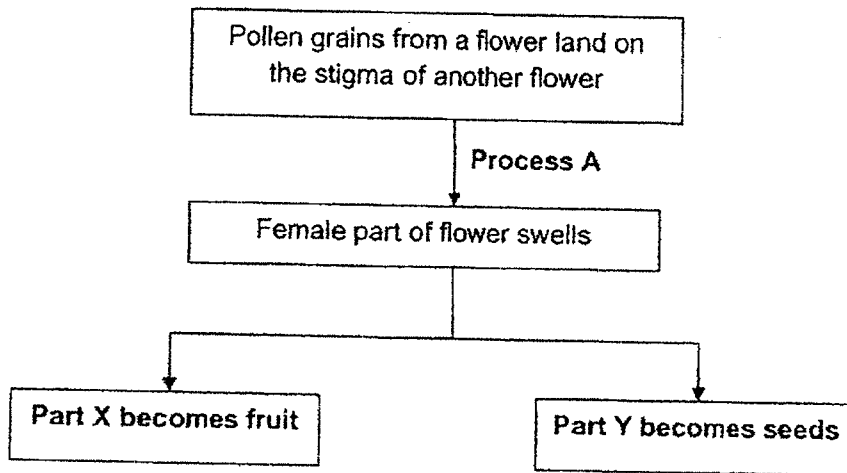 Pollen grains from a flower land on
the stigma of another flower
Process A
Female part of flower swells
Part X becomes fruit
Part Y becomes seeds